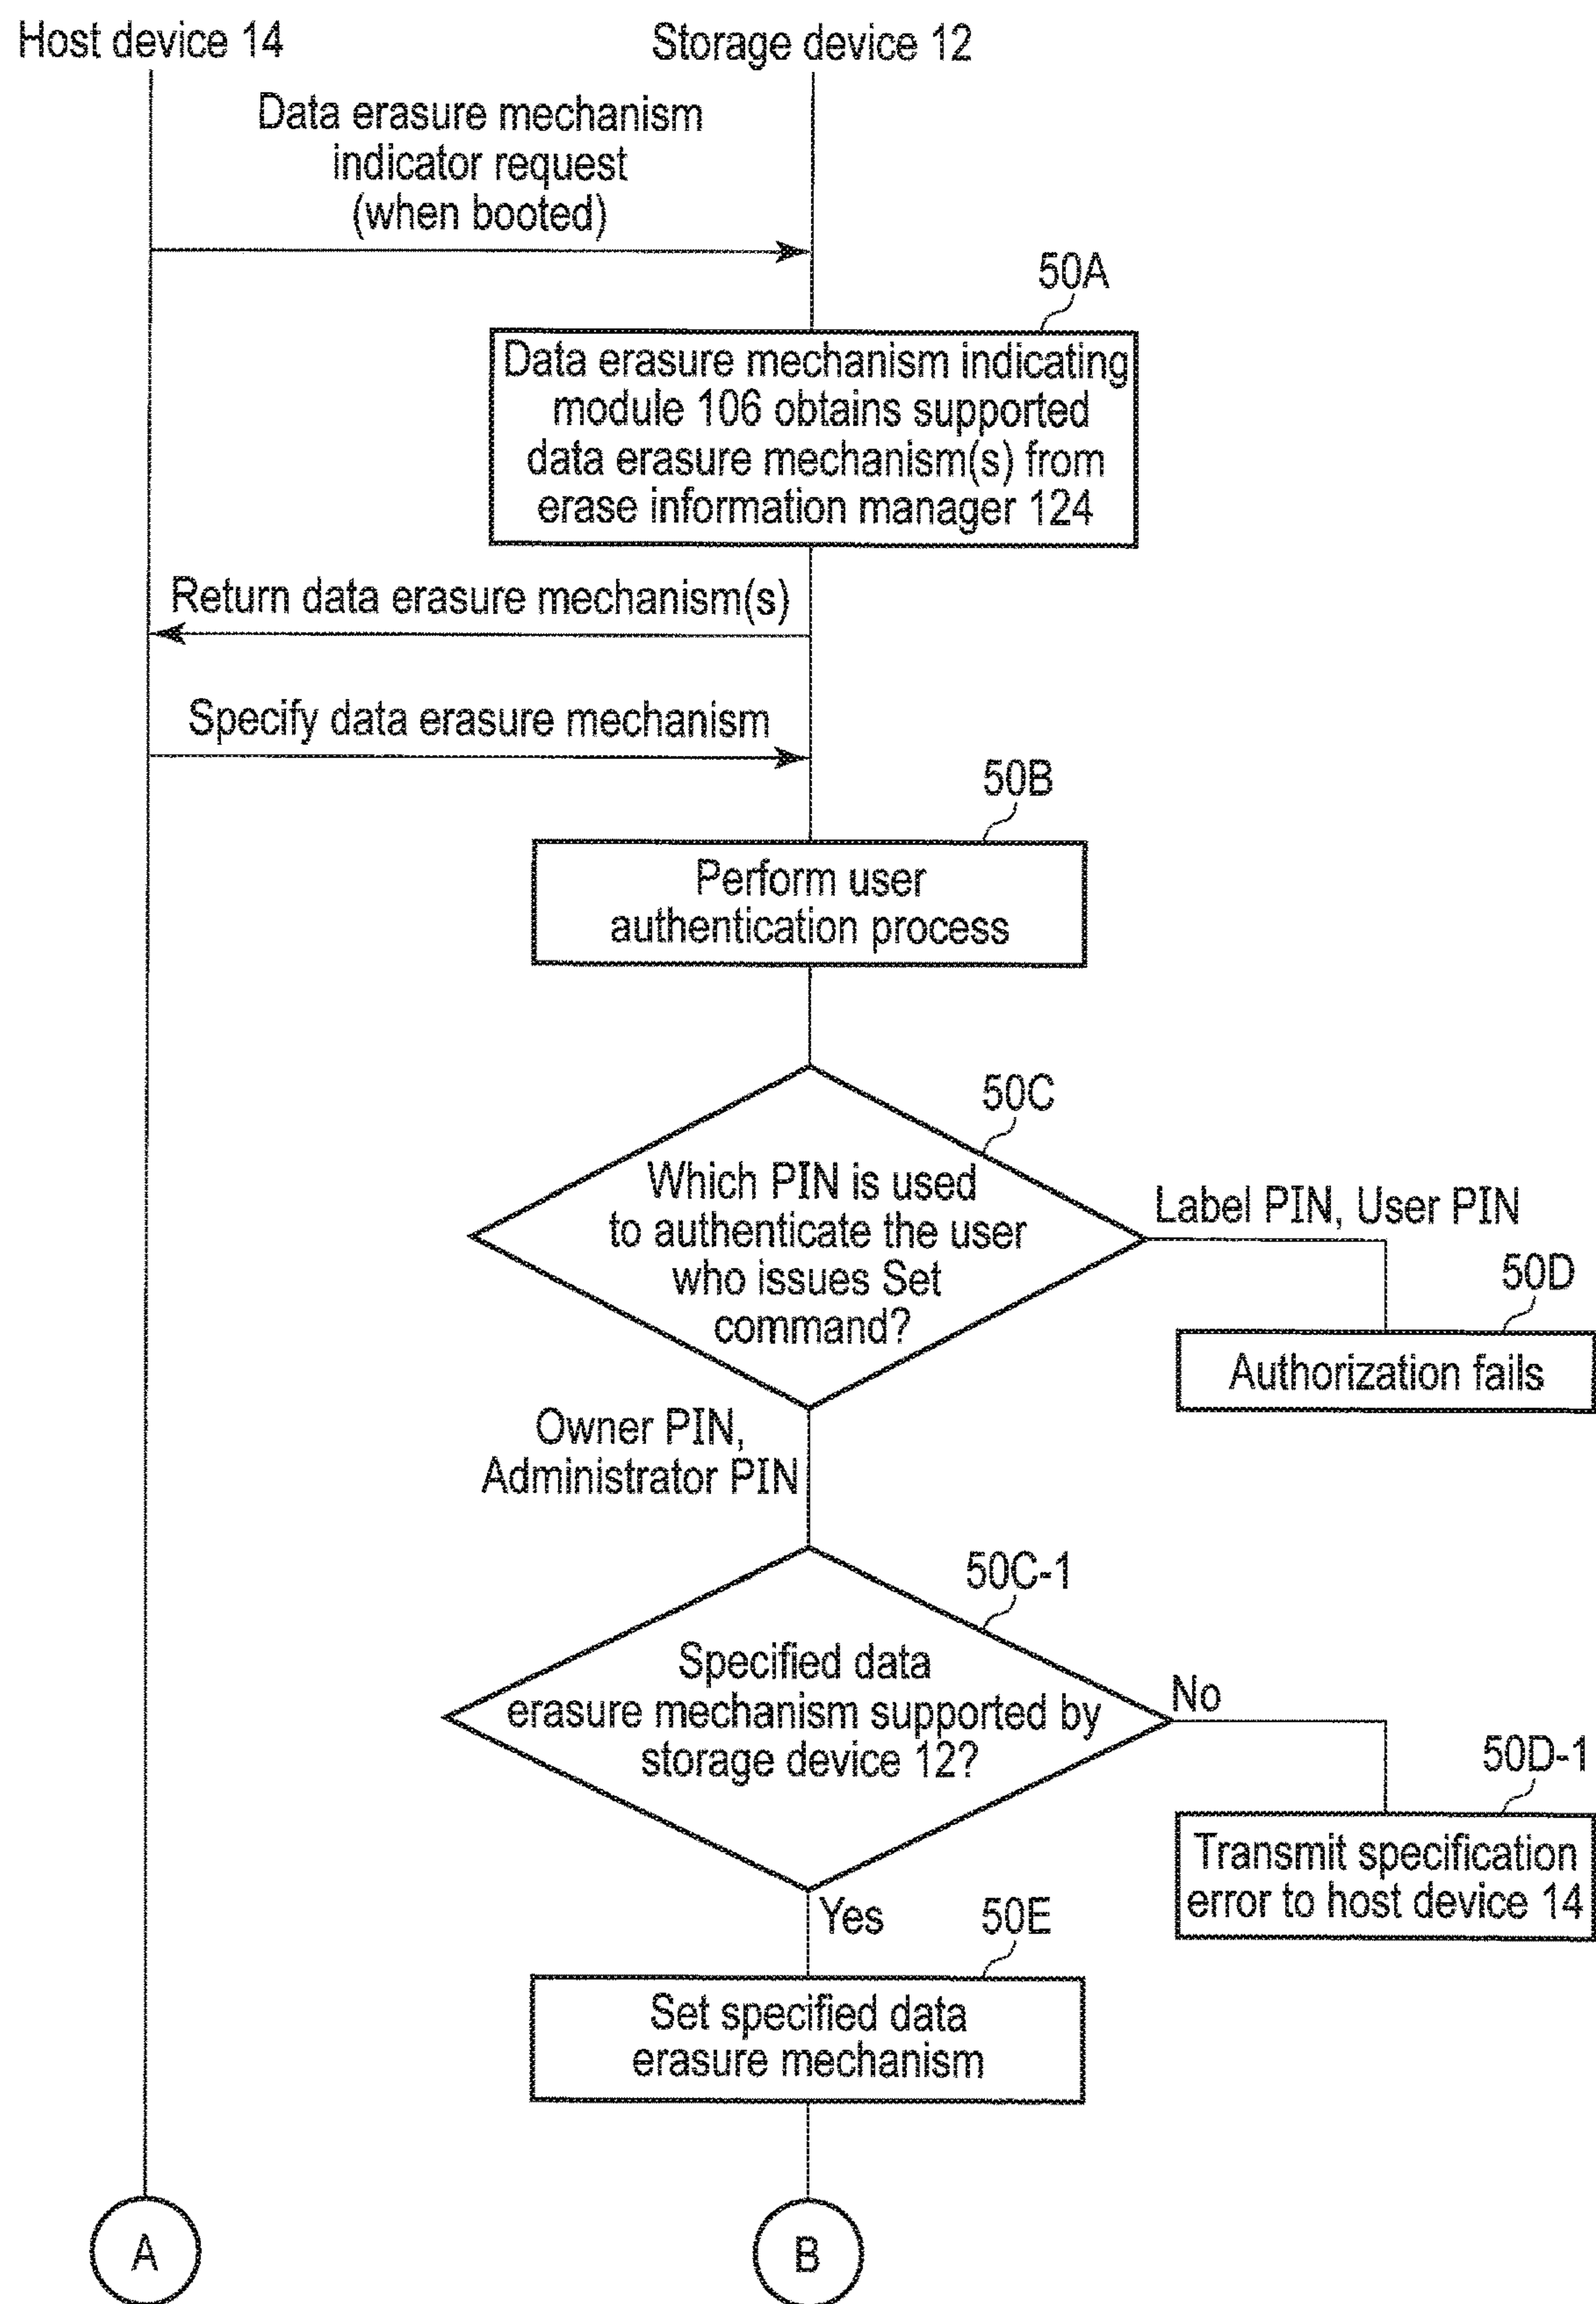 Host device 14
Storage device 12
Data erasure mechanism
indicator request
(when booted)
50A
Data erasure mechanism indicating
module 106 obtains supported
data erasure mechanism(s) from
erase information manager 124
Return data erasure mechanism(s)
Specify data erasure mechanism
50B
Perform user
authentication process
50C
Which PIN is used
to authenticate the user
who issues Set
command?
Label PIN, User PIN
50D
Authorization fails
Owner PIN,
Administrator PIN
50C-1
Specified data
erasure mechanism supported by
storage device 12?
No
50D-1
Transmit specification
error to host device 14
Yes
50E
Set specified data
erasure mechanism
A
B